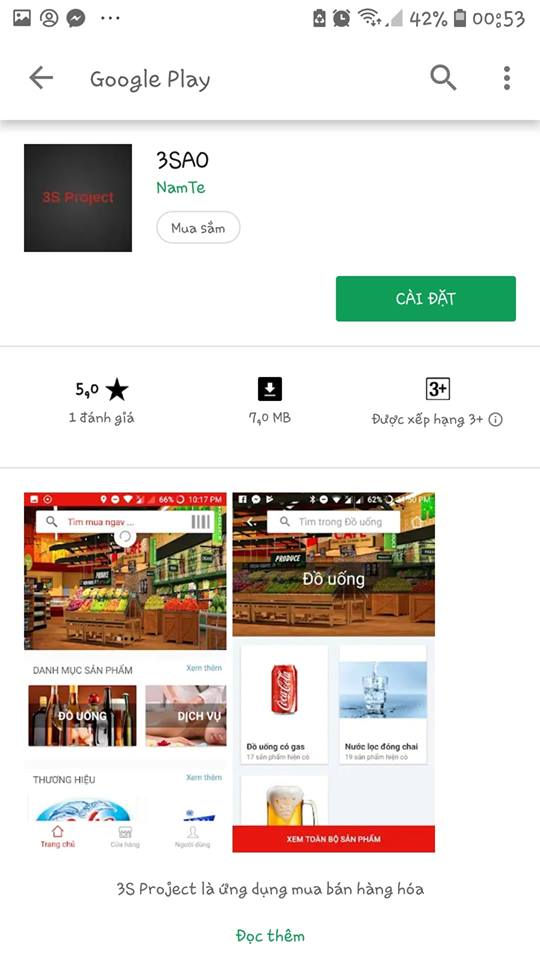 42% 00:53
Google Play
3S Project
3SAO
NamTe
Mua sắm
CÀI ĐẶT
5,0 ★
1 đánh giá
7,0 MB
3+
Được xếp hạng 3+
66% 10:17 PM
Tìm mua ngay ...
PRODUCE
DANH MỤC SẢN PHẨM
Xem thêm
ĐỒ UỐNG
DỊCH VỤ
THƯƠNG HIỆU
Xem thêm
Trang chủ
Cửa hàng
Người dùng
62%
Tìm trong Đồ uống
PRODUCE
Đồ uống
Coca-Cola
Đồ uống có gas
17 sản phẩm hiện có
Nước lọc đóng chai
19 sản phẩm hiện có
XEM TOÀN BỘ SẢN PHẨM
3S Project là ứng dụng mua bán hàng hóa
Đọc thêm